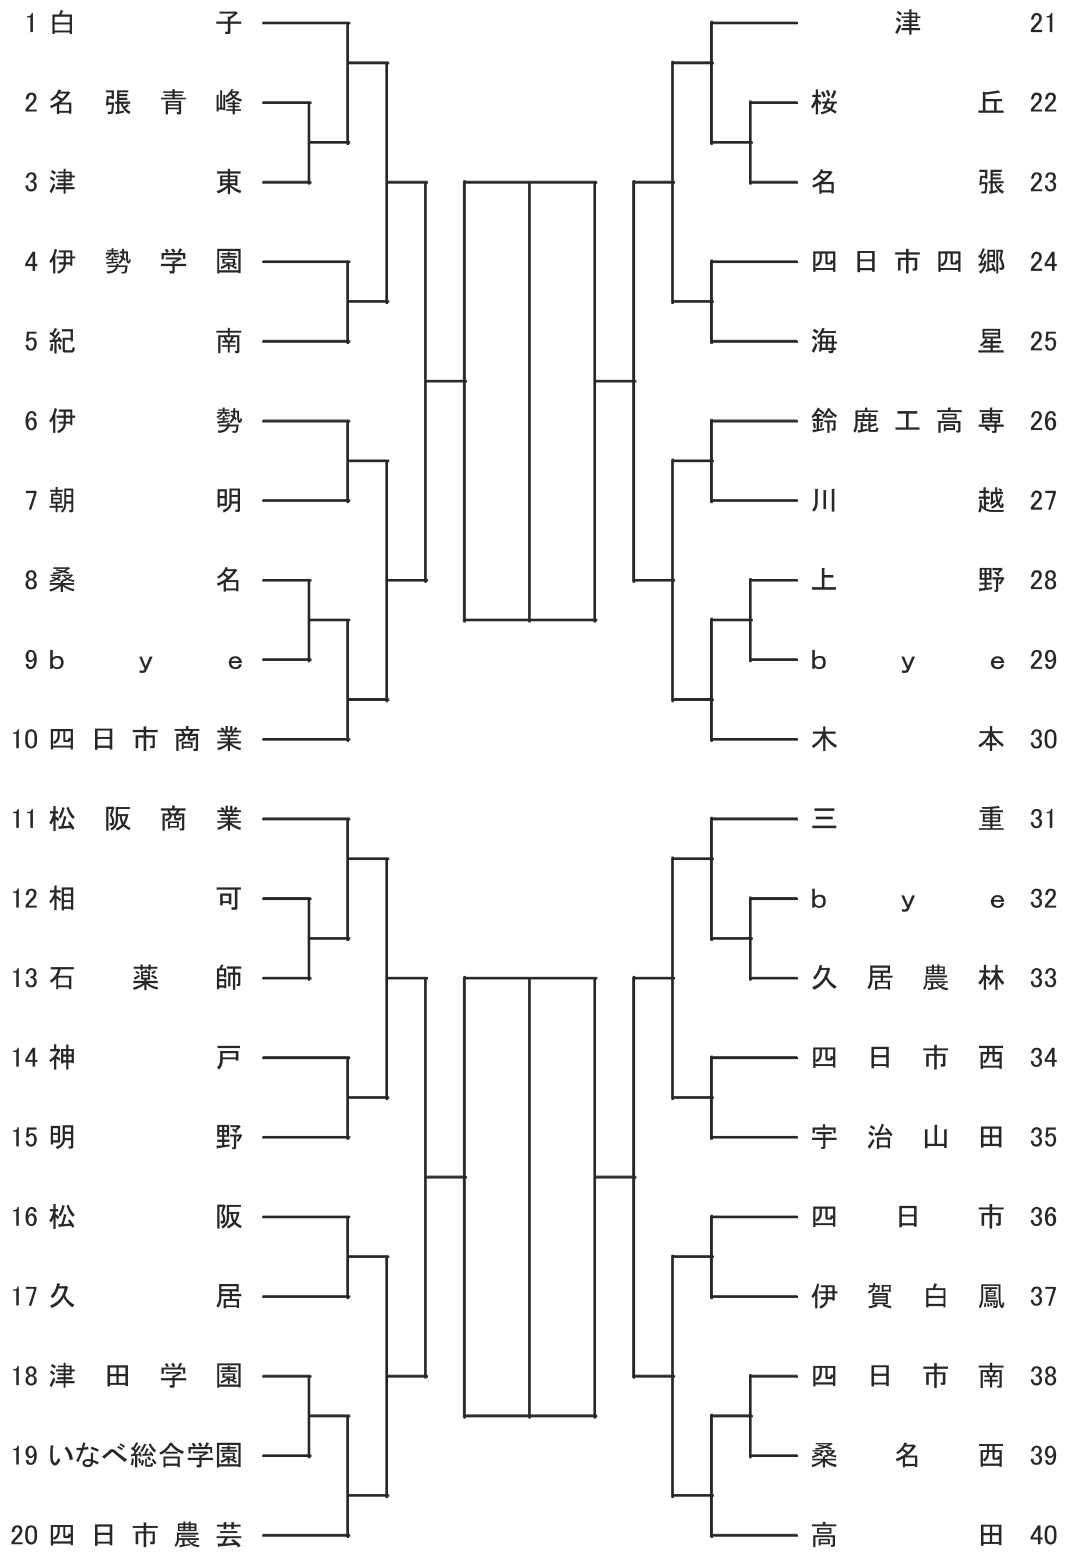 1 白子
2 名張青峰
3 津東
4 伊勢学園
5 紀南
6 伊勢
7 朝明
8 桑名
9 bye
10 四日市商業
11 松阪商業
12 相可
13 石薬師
14 神戸
15 明野
16 松阪
17 久居
18 津田学園
19 いなべ総合学園
20 四日市農芸
津 21
桜丘 22
名張 23
四日市四郷 24
海星 25
鈴鹿工高専 26
川越 27
上野 28
bye 29
木本 30
三重 31
bye 32
久居農林 33
四日市西 34
宇治山田 35
四日市 36
伊賀白鳳 37
四日市南 38
桑名西 39
高田 40